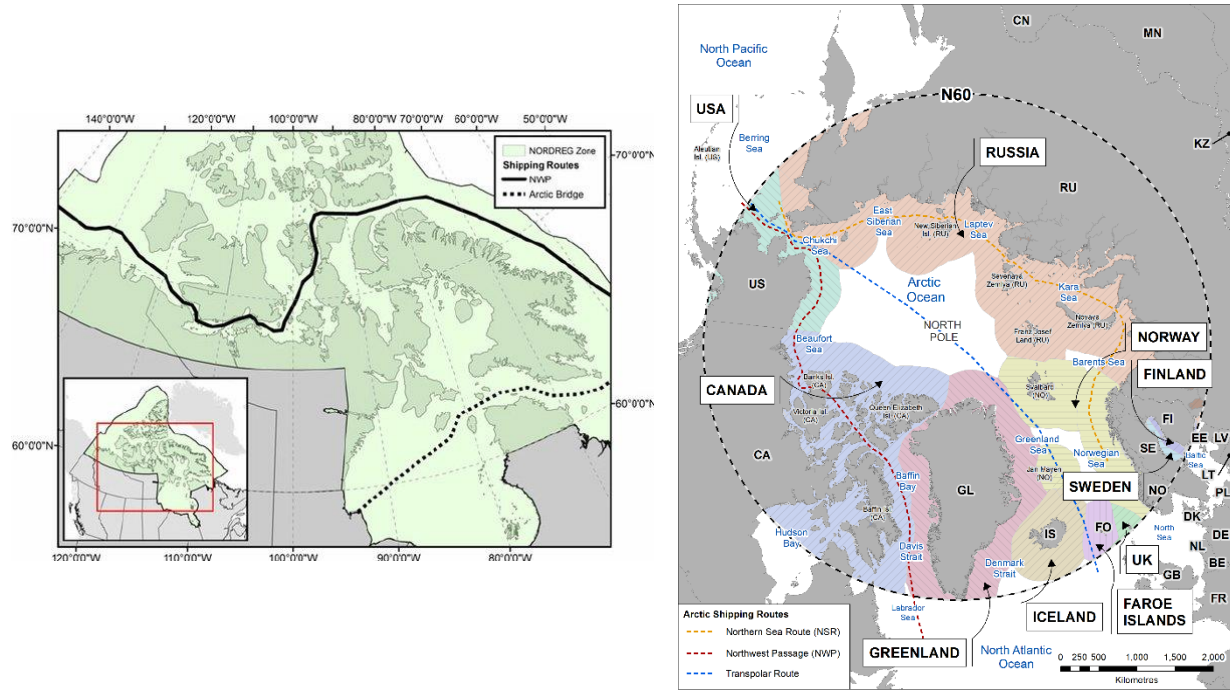 140°0'0"W 120°0'0"W 100°0'0"W 80°0'0"W 70°0'0"W 60°0'0"W 50°0'0"W
NORDREG Zone
Shipping Routes
NWP
Arctic Bridge
70°0'0"N
70°0'0"N
60°0'0"N
60°0'0"N
120°0'0"W 110°0'0"W 100°0'0"W 90°0'0"W 80°0'0"W
CN
MN
North Pacific
Ocean
N60
USA
Berring
Sea
Aleutian
Isl. (US)
KZ
RUSSIA
RU
East
Siberian
Sea
New Siberian
Isl. (RU)
Laptev
Sea
Chukchi
Sea
US
Arctic
Ocean
Severnaya
Zemlya (RU)
Kara
Sea
Novaya
Zemlya (RU)
NORTH
POLE
Franz Josef
Land (RU)
NORWAY
Beaufort
Sea
Barents Sea
FINLAND
CANADA
Banks Isl.
(CA)
Svalbard
(NO)
Victoria Isl.
(CA)
Queen Elizabeth
Isl. (CA)
FI
EE
LV
SE
Baltic
Sea
Greenland
Sea
Norwegian
Sea
CA
Jan Mayen
(NO)
LT
Baffin
Bay
GL
SWEDEN
NO
PL
Baffin Is.
(CA)
DK
IS
FO
North
Sea
Hudson
Bay
Davis
Strait
NL
DE
UK
BE
Denmark
Strait
GB
FR
Labrador
Sea
ICELAND
FAROE
ISLANDS
GREENLAND
North Atlantic
Ocean
Arctic Shipping Routes
Northern Sea Route (NSR)
Northwest Passage (NWP)
Transpolar Route
0 250 500 1,000 1,500 2,000
Kilometres